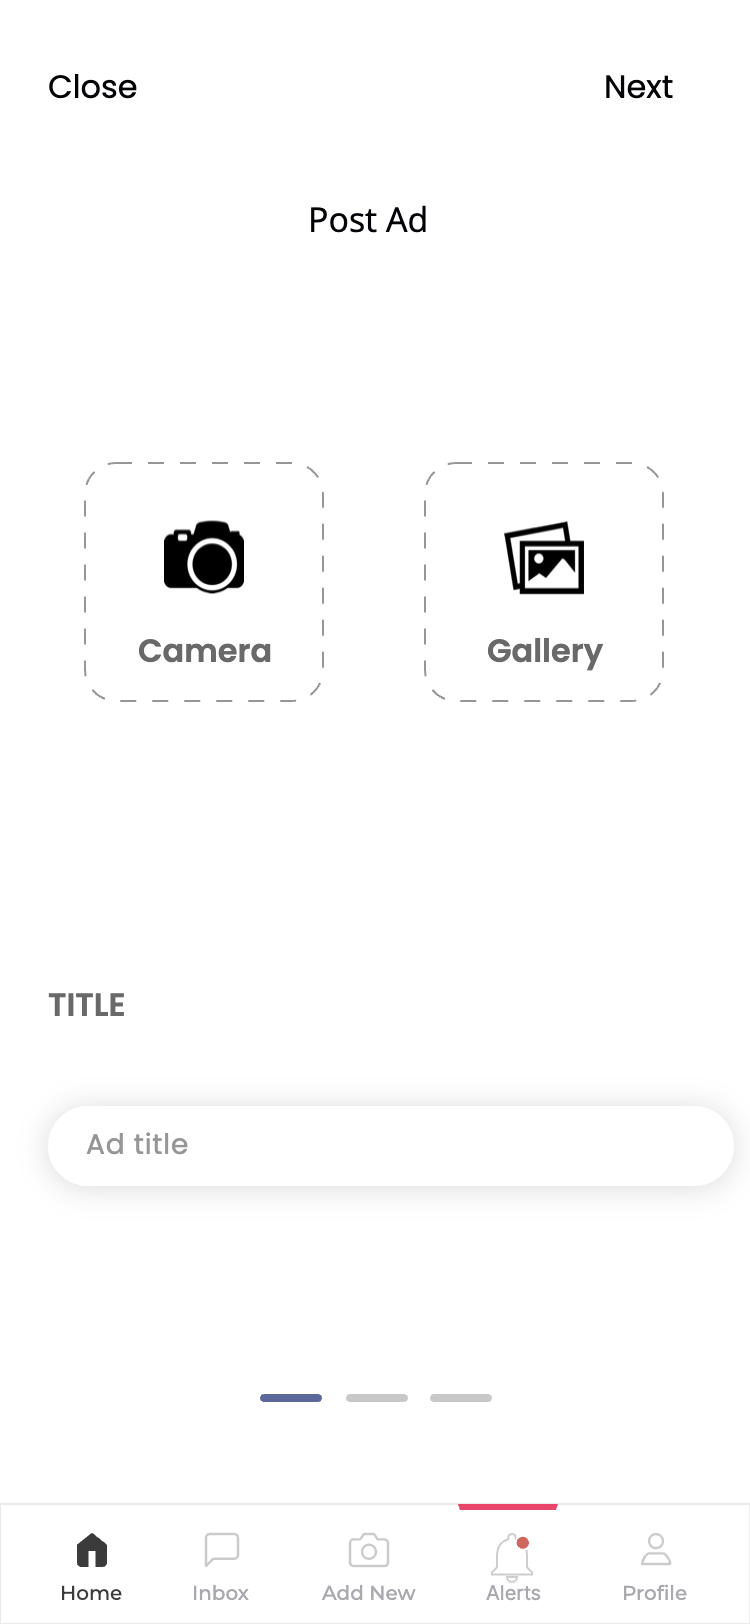 Close Next
Post Ad
Camera Gallery
TITLE
Ad title
Home Inbox Add New Alerts Profile